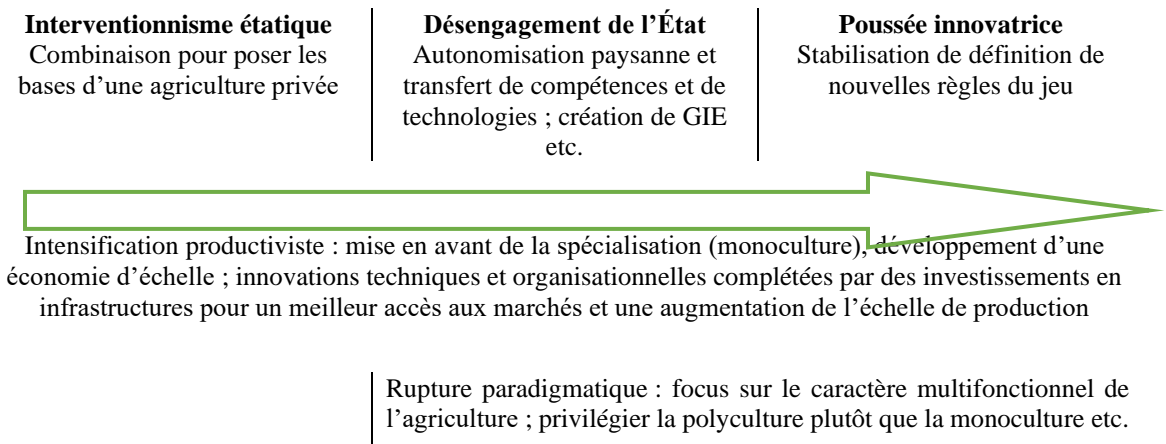 Interventionnisme étatique
Combinaison pour poser les
bases d’une agriculture privée
Désengagement de l’État
Autonomisation paysanne et
transfert de compétences et de
technologies ; création de GIE
etc.
Poussée innovatrice
Stabilisation de définition de
nouvelles règles du jeu
Intensification productiviste : mise en avant de la spécialisation (monoculture), développement d’une
économie d’échelle ; innovations techniques et organisationnelles complétées par des investissements en
infrastructures pour un meilleur accès aux marchés et une augmentation de l’échelle de production
Rupture paradigmatique : focus sur le caractère multifonctionnel de
l’agriculture ; privilégier la polyculture plutôt que la monoculture etc.